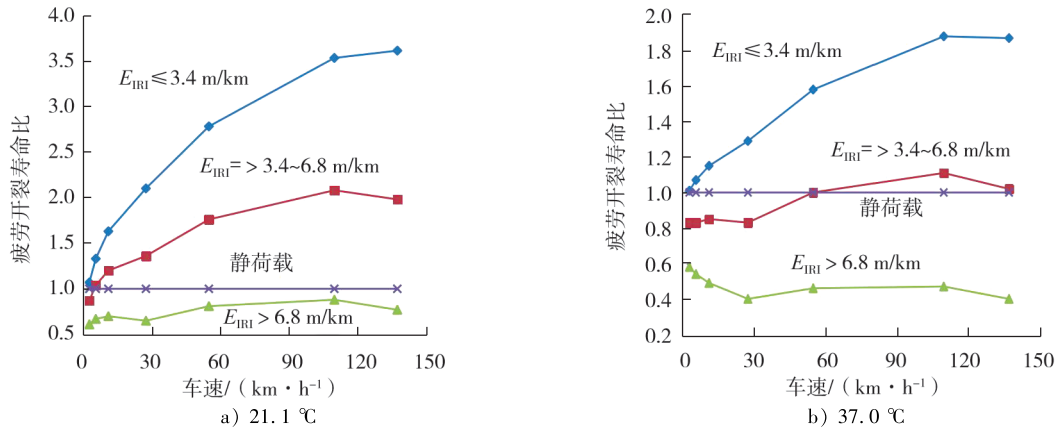 4.0
3.5
3.0
2.5
2.0
1.5
1.0
0.5
疲劳开裂寿命比
E_IRI≤3.4 m/km
E_IRI=>3.4~6.8 m/km
静荷载
E_IRI>6.8 m/km
0 30 60 90 120 150
车速/（km·h⁻¹）
a）21.1 ℃
2.0
1.8
1.6
1.4
1.2
1.0
0.8
0.6
0.4
0.2
疲劳开裂寿命比
E_IRI≤3.4 m/km
E_IRI=>3.4~6.8 m/km
静荷载
E_IRI>6.8 m/km
0 30 60 90 120 150
车速/（km·h⁻¹）
b）37.0 ℃